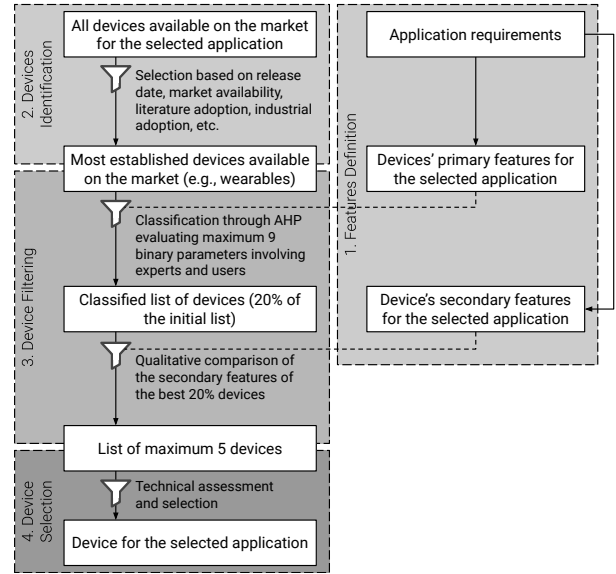 All devices available on the market
for the selected application
Selection based on release
date, market availability,
literature adoption, industrial
adoption, etc.
2. Devices
Identification
Most established devices available
on the market (e.g., wearables)
Classification through AHP
evaluating maximum 9
binary parameters involving
experts and users
Classified list of devices (20% of
the initial list)
Qualitative comparison of
the secondary features of
the best 20% devices
3. Device Filtering
List of maximum 5 devices
Technical assessment
and selection
4. Device
Selection
Device for the selected application
Application requirements
Devices' primary features for
the selected application
1. Features Definition
Device's secondary features
for the selected application